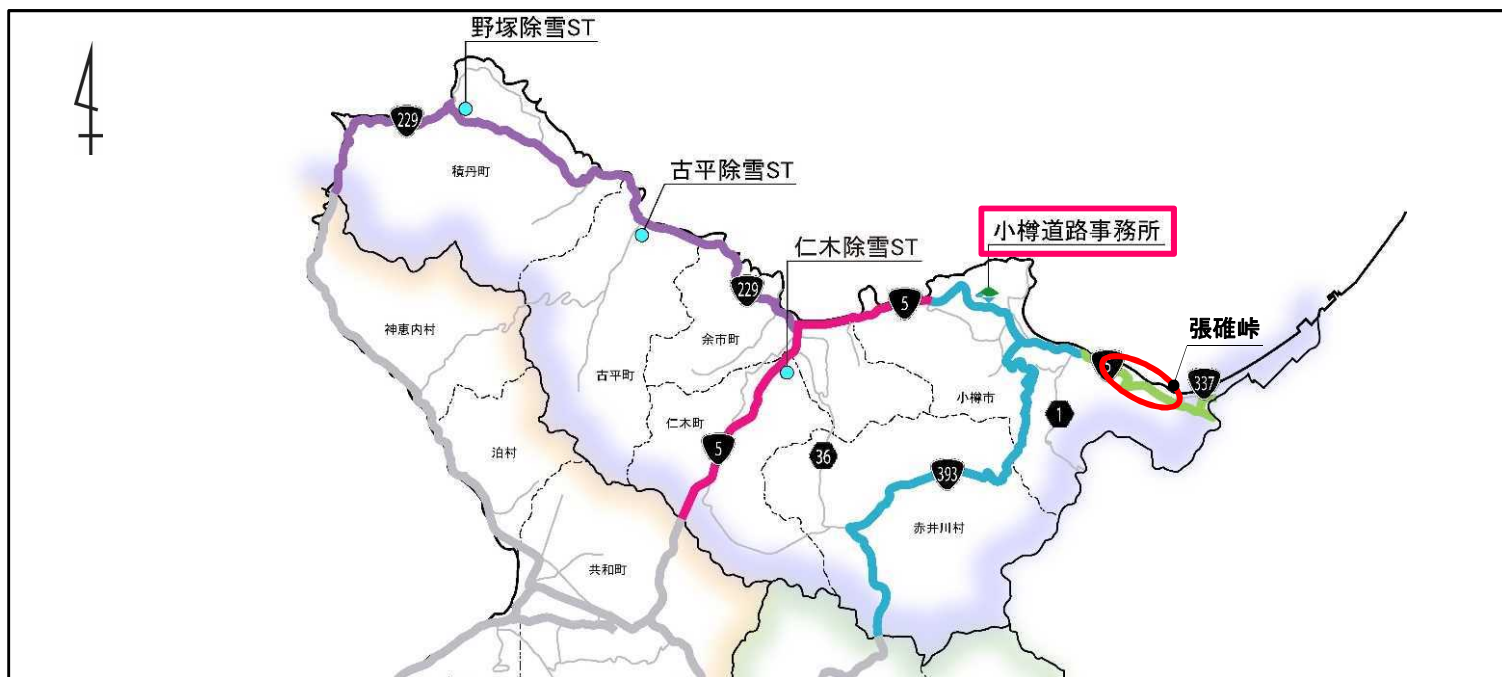 野塚除雪ST
229
積丹町
古平除雪ST
小樽道路事務所
仁木除雪ST
229
5
神恵内村
余市町
張碓峠
5
337
古平町
小樽市
仁木町
1
泊村
5
36
393
赤井川村
共和町